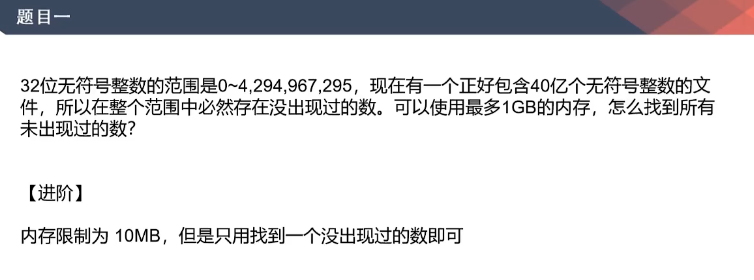 题目一
32位无符号整数的范围是0~4,294,967,295，现在有一个正好包含40亿个无符号整数的文
件，所以在整个范围中必然存在没出现过的数。可以使用最多1GB的内存，怎么找到所有
未出现过的数？
【进阶】
内存限制为 10MB，但是只用找到一个没出现过的数即可